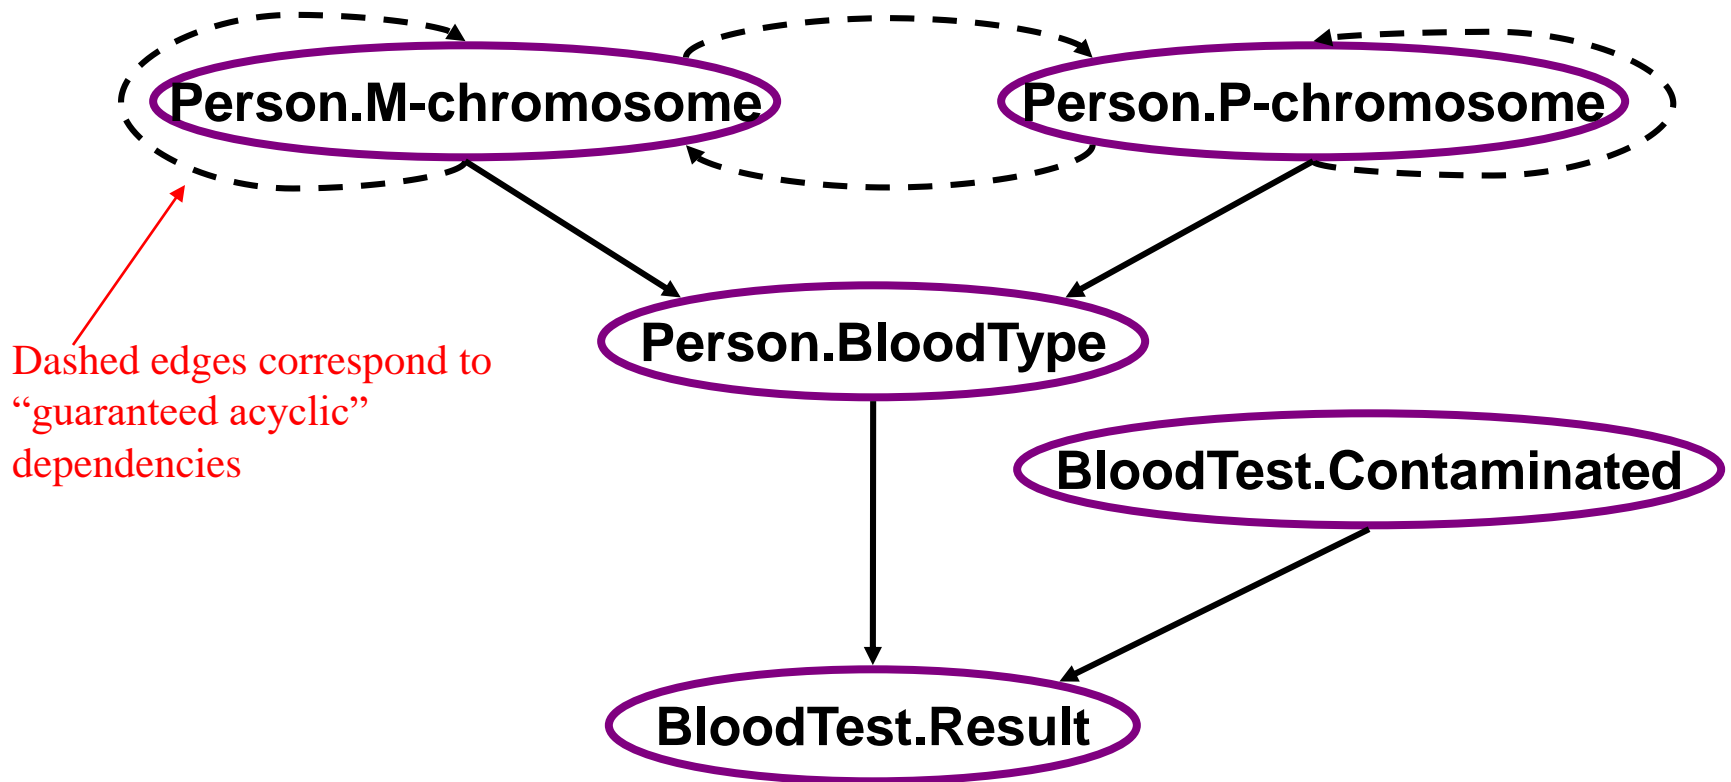 Person.M-chromosome
Person.P-chromosome
Person.BloodType
Dashed edges correspond to
“guaranteed acyclic”
dependencies
BloodTest.Contaminated
BloodTest.Result